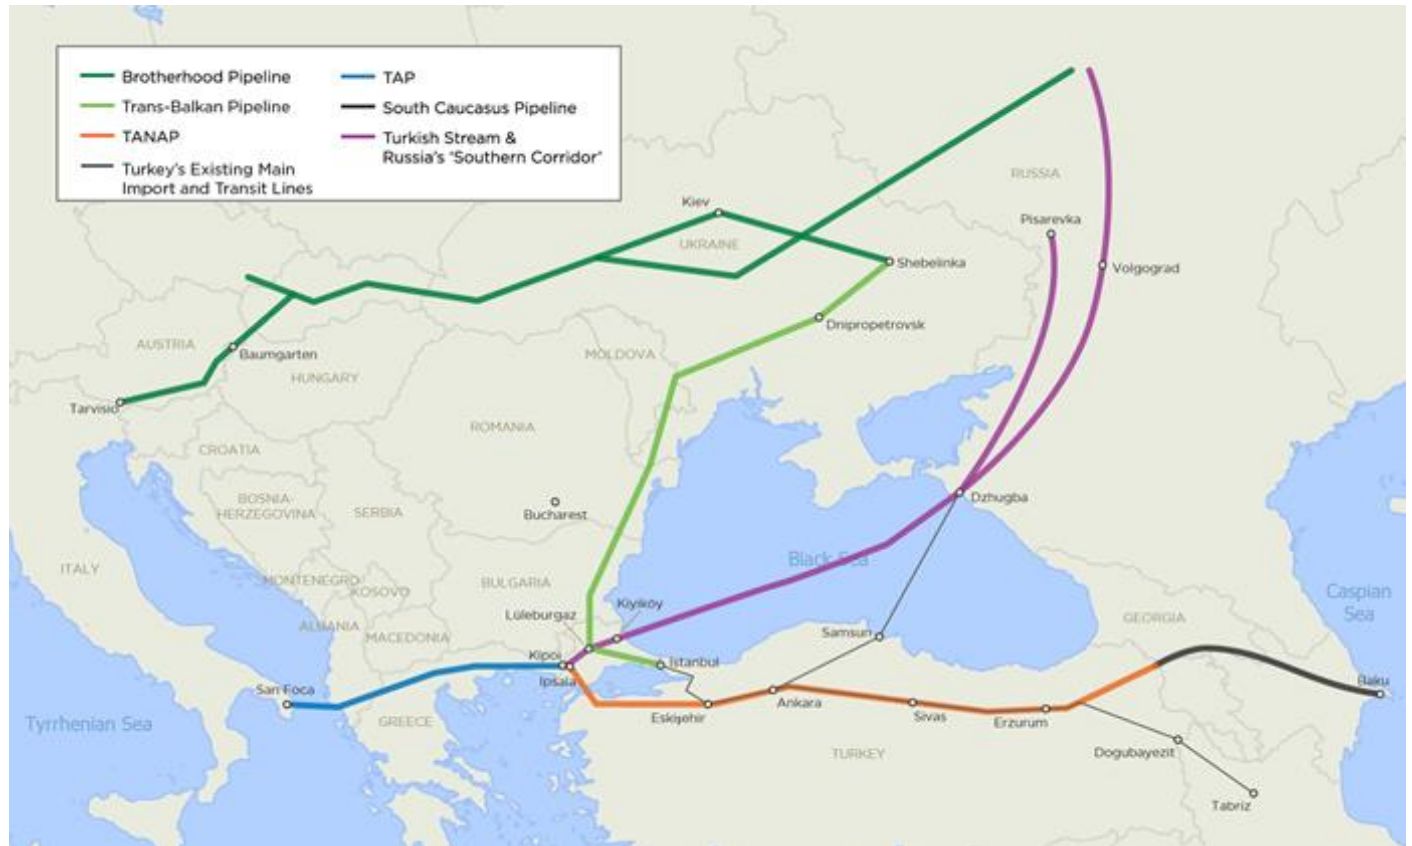 Brotherhood Pipeline
Trans-Balkan Pipeline
TANAP
Turkey's Existing Main
Import and Transit Lines
TAP
South Caucasus Pipeline
Turkish Stream &
Russia's 'Southern Corridor'
RUSSIA
Kiev
Pisarevka
UKRAINE
Shebelinka
Volgograd
Dnipropetrovsk
AUSTRIA
Baumgarten
MOLDOVA
HUNGARY
Tarvisio
ROMANIA
CROATIA
BOSNIA
HERZEGOVINA
SERBIA
Bucharest
Dzhugba
Black Sea
ITALY
MONTENEGRO
KOSOVO
BULGARIA
Caspian
Sea
Lüleburgaz
Kıyıköy
GEORGIA
ALBANIA
MACEDONIA
Samsun
Kipoi
İstanbul
Ipsala
San Foca
Baku
Tyrrhenian Sea
GREECE
Eskişehir
Ankara
Sivas
Erzurum
TURKEY
Dogubayezit
Tabriz